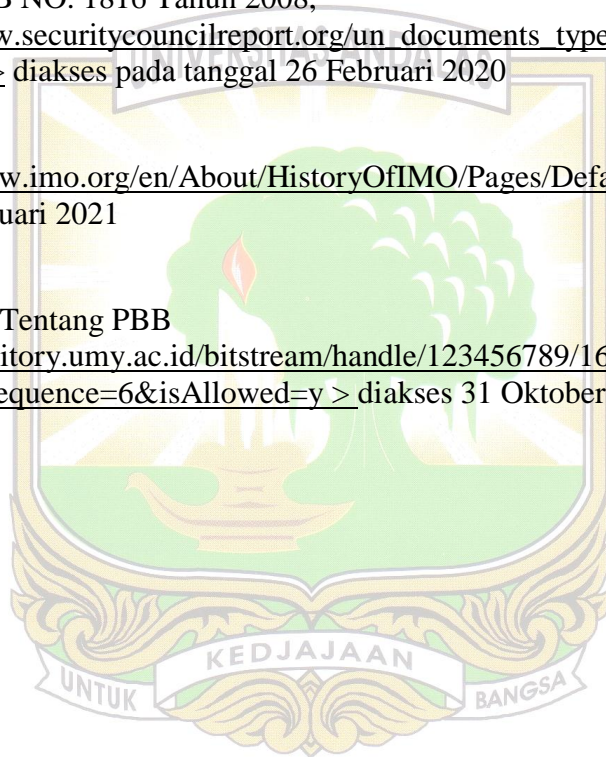 B NO. 1816 Tahun 2008,
w.securitycouncilreport.org/un_documents_type
> diakses pada tanggal 26 Februari 2020
UNIVERSITAS ANDALAS
w.imo.org/en/About/HistoryOfIMO/Pages/Defa
uari 2021
Tentang PBB
itory.umy.ac.id/bitstream/handle/123456789/16
equence=6&isAllowed=y > diakses 31 Oktober
KEDJAJAAN
UNTUK
BANGSA